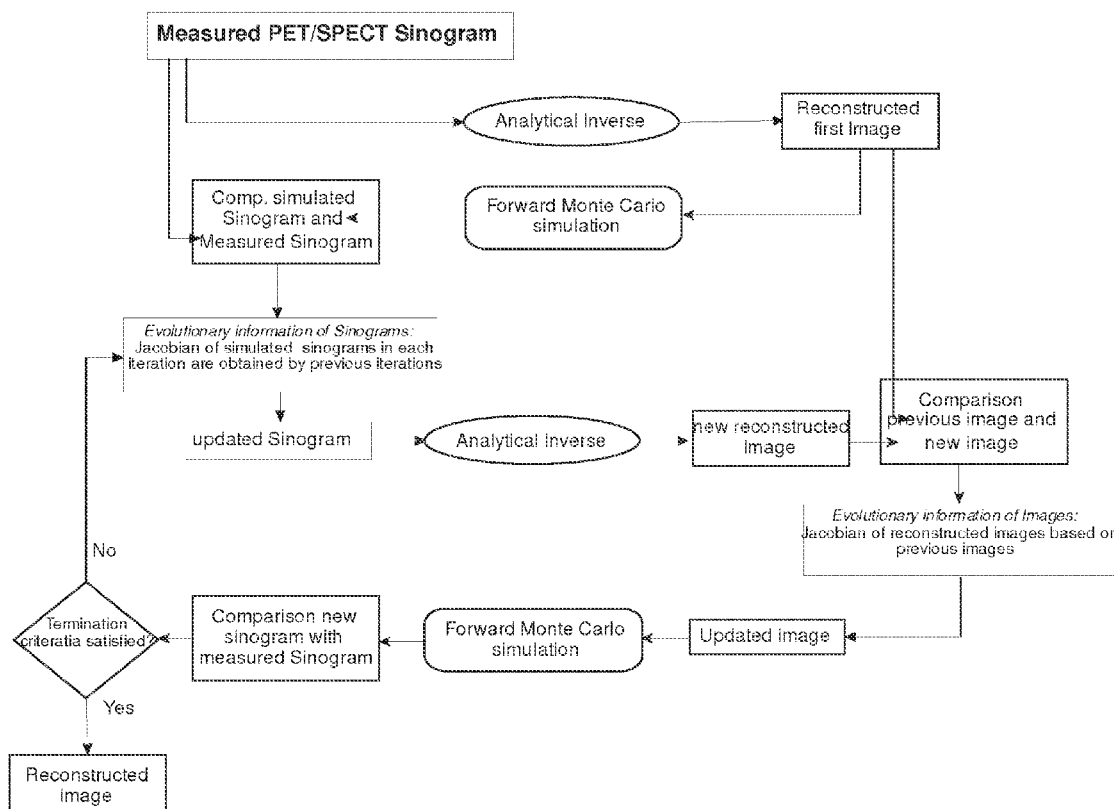 Measured PET/SPECT Sinogram
Analytical Inverse
Reconstructed
first Image
Comp. simulated
Sinogram and
Measured Sinogram
Forward Monte Carlo
simulation
Evolutionary information of Sinograms:
Jacobian of simulated sinograms in each
iteration are obtained by previous iterations
updated Sinogram
Analytical Inverse
new reconstructed
Image
Comparison
previous image and
new image
Evolutionary information of Images:
Jacobian of reconstructed images based on
previous images
No
Termination
criteratia satisfied?
Comparison new
sinogram with
measured Sinogram
Forward Monte Carlo
simulation
Updated image
Yes
Reconstructed
image